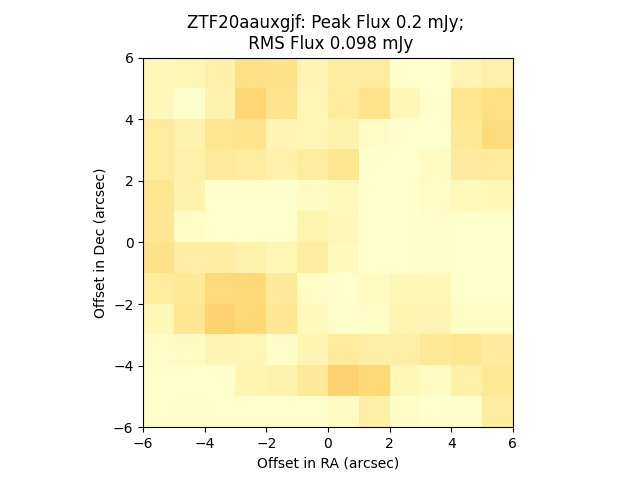 ZTF20aauxgjf: Peak Flux 0.2 mJy;
RMS Flux 0.098 mJy
6
4
2
0
−2
−4
−6
Offset in Dec (arcsec)
−6 −4 −2 0 2 4 6
Offset in RA (arcsec)